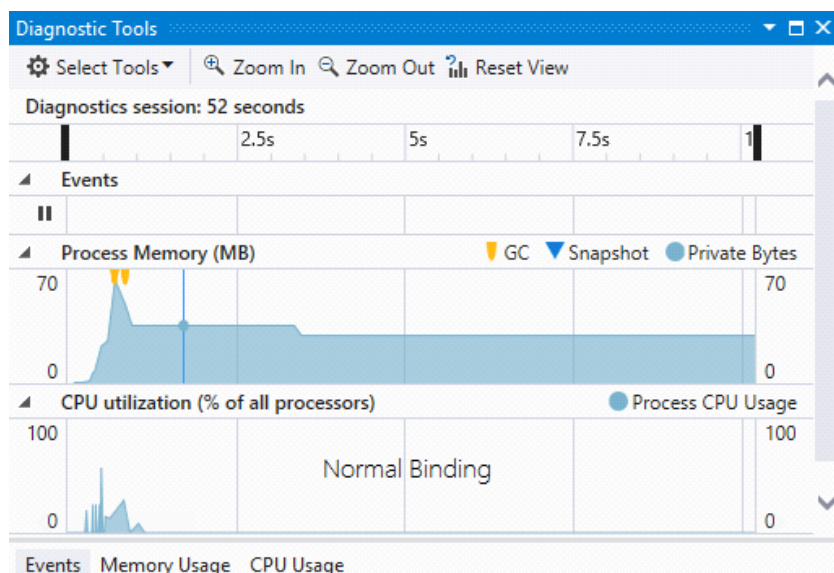 Diagnostic Tools
Select Tools Zoom In Zoom Out Reset View
Diagnostics session: 52 seconds
2.5s 5s 7.5s 1
Events
Process Memory (MB) GC Snapshot Private Bytes
70 70
0 0
CPU utilization (% of all processors) Process CPU Usage
100 100
Normal Binding
0 0
Events Memory Usage CPU Usage